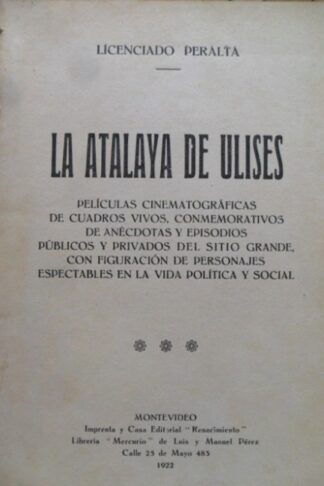 LICENCIADO PERALTA
LA ATALAYA DE ULISES
PELÍCULAS CINEMATOGRÁFICAS
DE CUADROS VIVOS, CONMEMORATIVOS
DE ANÉCDOTAS Y EPISODIOS
PÚBLICOS Y PRIVADOS DEL SITIO GRANDE,
CON FIGURACIÓN DE PERSONAJES
ESPECTABLES EN LA VIDA POLÍTICA Y SOCIAL
MONTEVIDEO
Imprenta y Casa Editorial "Renacimiento"
Librería "Mercurio" de Luis y Manuel Pérez
Calle 25 de Mayo 483
1922